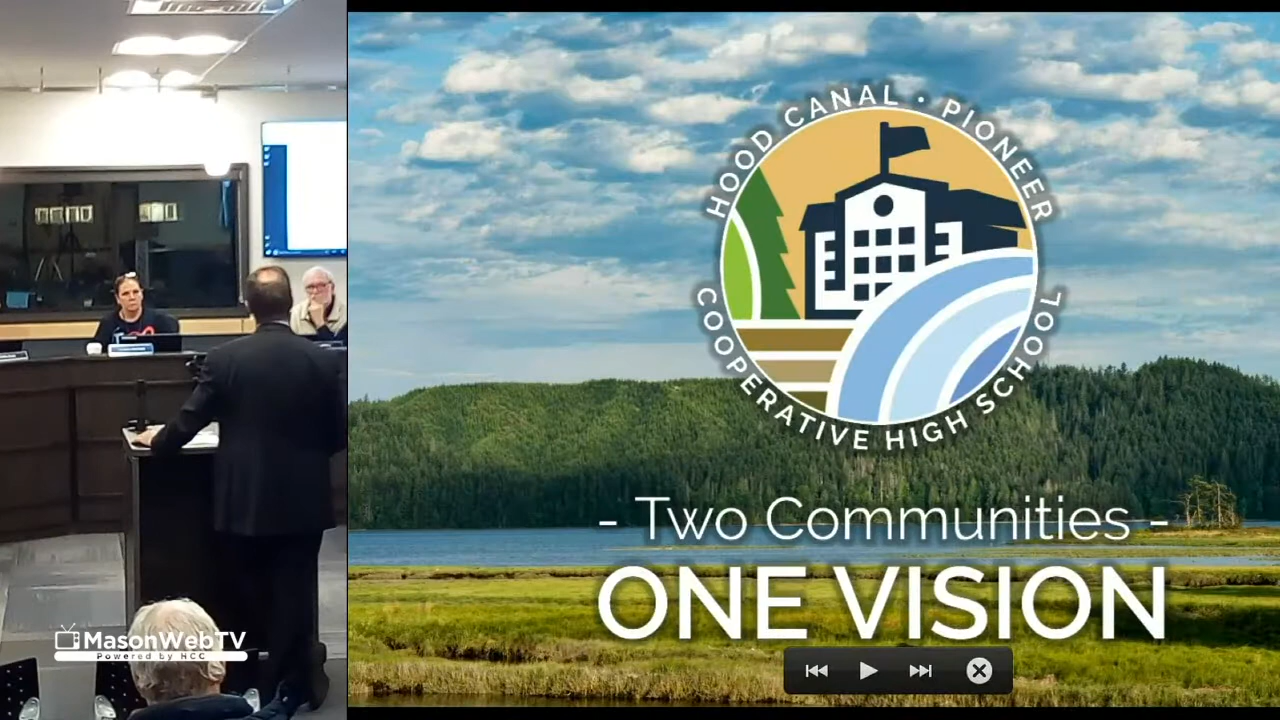 HOOD CANAL • PIONEER
COOPERATIVE HIGH SCHOOL
- Two Communities -
ONE VISION
MasonWebTV
Powered by HCC